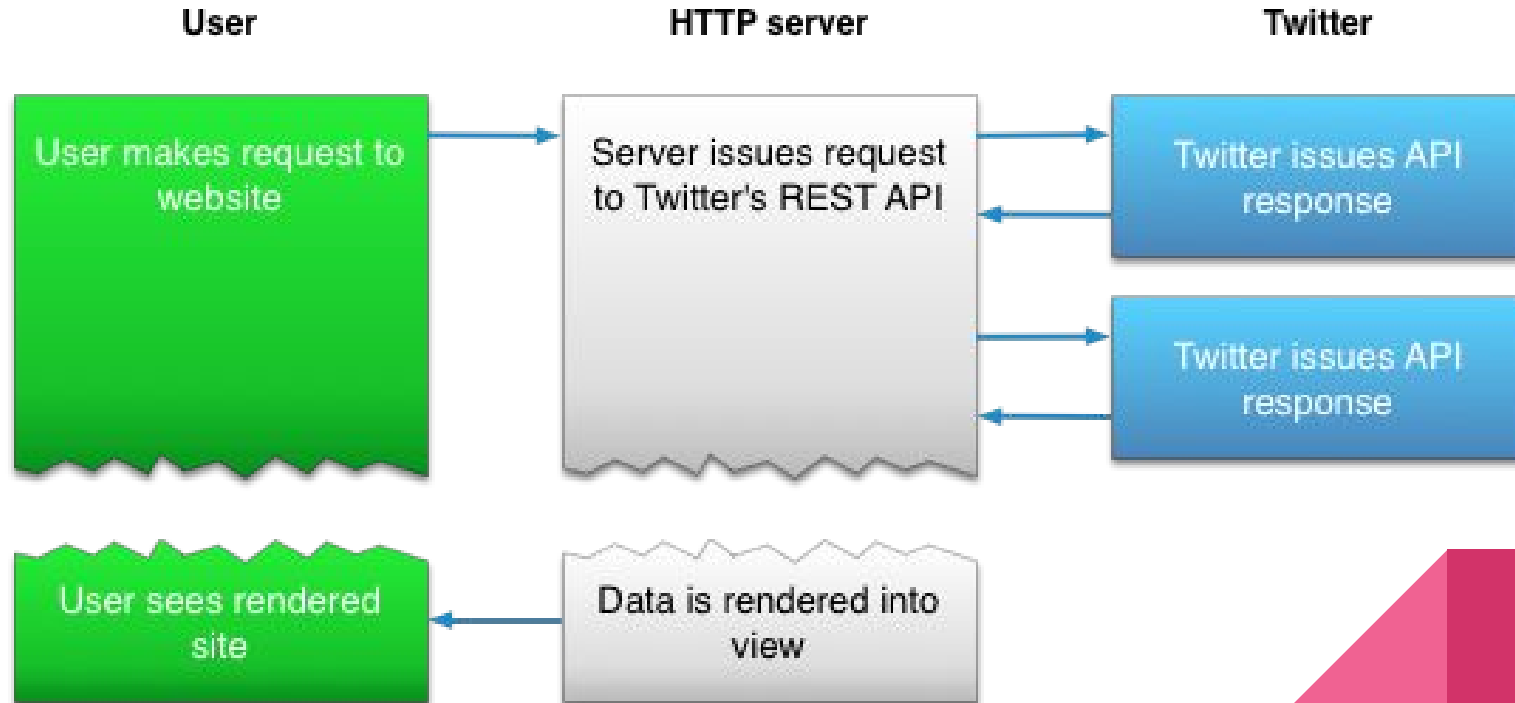 User
HTTP server
Twitter
User makes request to
website
Server issues request
to Twitter's REST API
Twitter issues API
response
Twitter issues API
response
User sees rendered
site
Data is rendered into
view